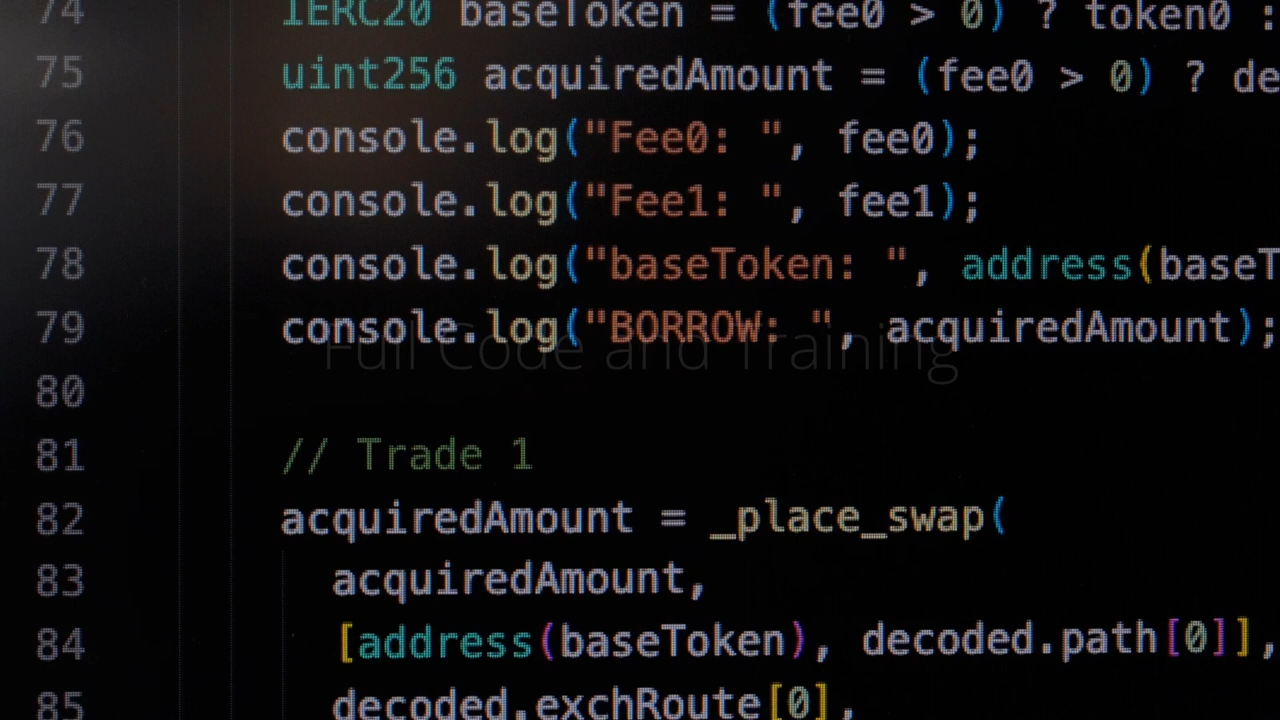 74 IERC20 baseToken = (fee0 > 0) ? token0 :
75 uint256 acquiredAmount = (fee0 > 0) ? de
76 console.log("Fee0: ", fee0);
77 console.log("Fee1: ", fee1);
78 console.log("baseToken: ", address(baseT
79 console.log("BORROW: ", acquiredAmount);
Full Code and Training
80
81 // Trade 1
82 acquiredAmount = _place_swap(
83 acquiredAmount,
84 [address(baseToken), decoded.path[0]],
85 decoded.exchRoute[0],